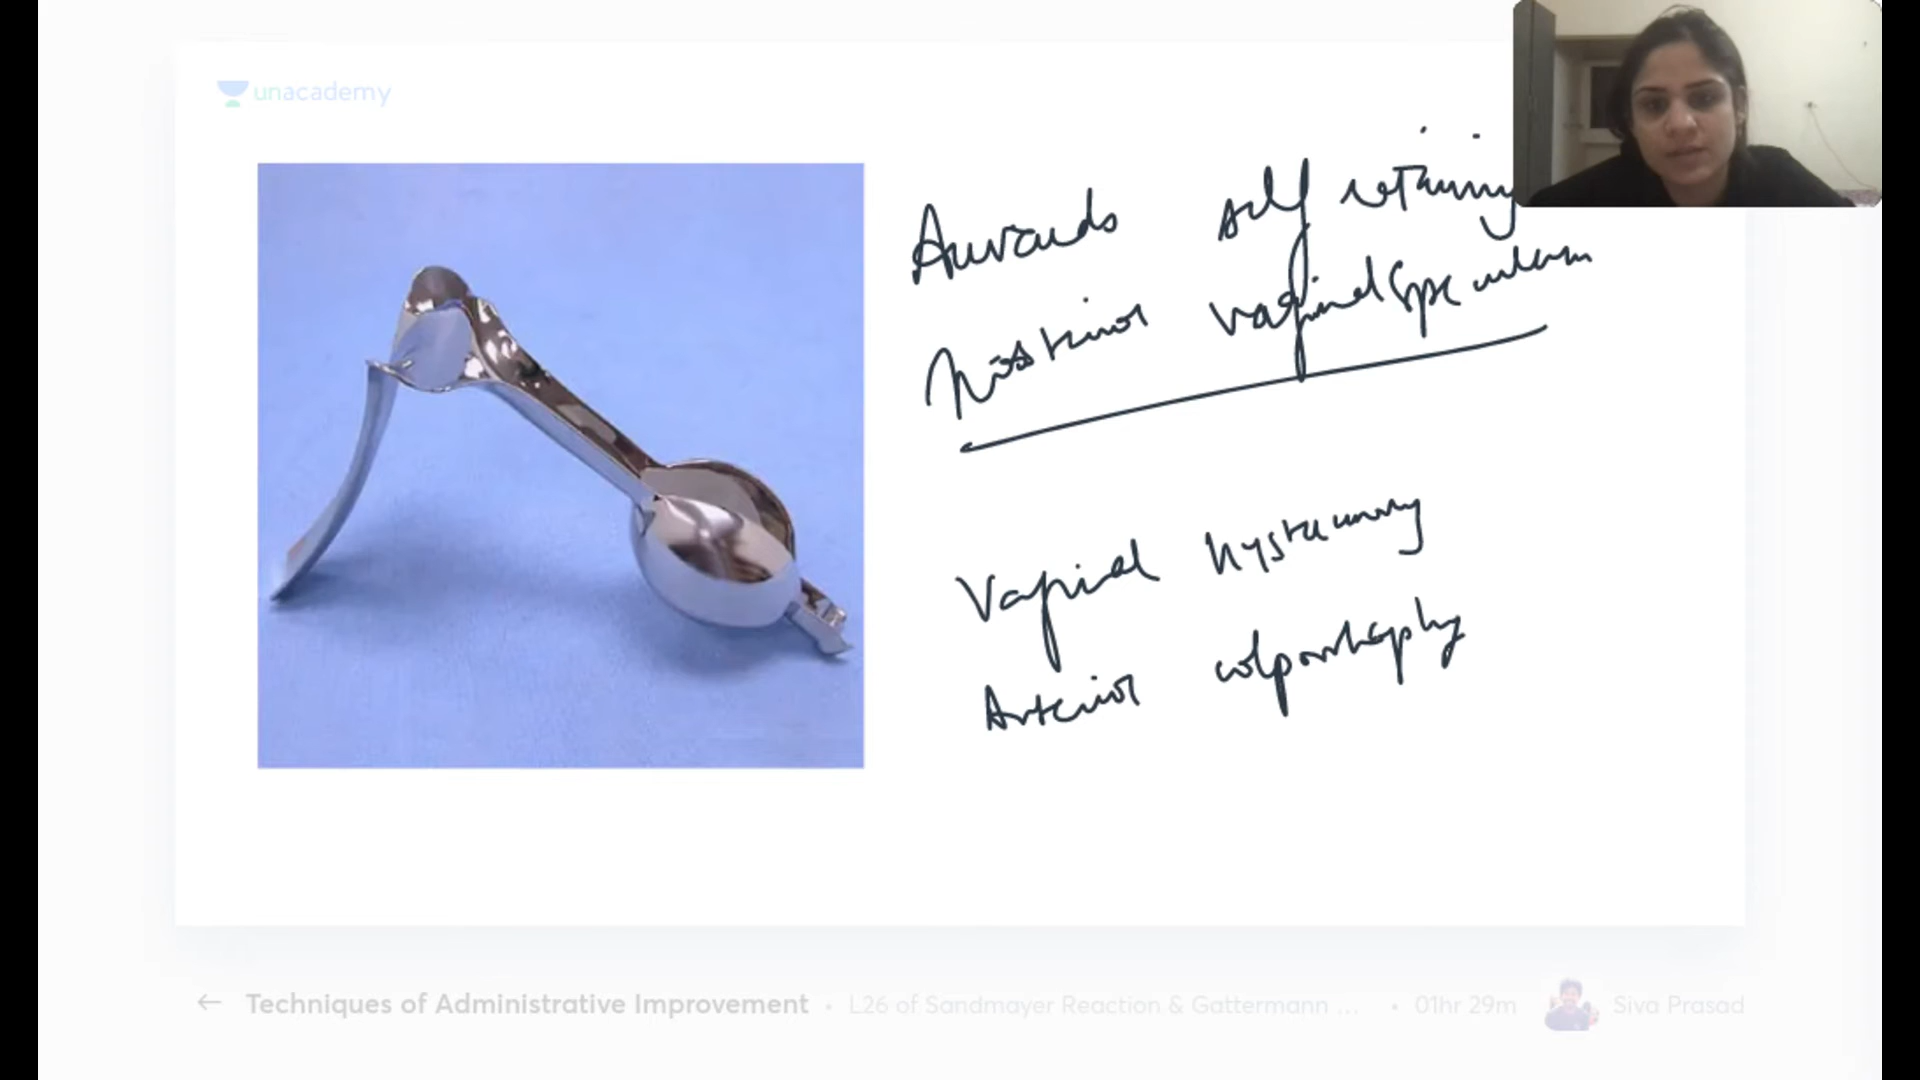 unacademy
Auvards self retaining
Posterior vaginal speculum
Vaginal hysterectomy
Anterior colporrhaphy
← Techniques of Administrative Improvement • L26 of Sandmayer Reaction & Gattermann ... • 01hr 29m Siva Prasad